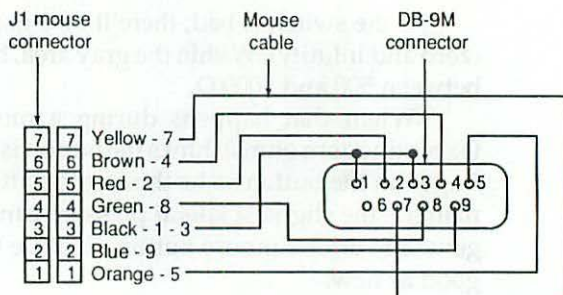 J1 mouse
connector
Mouse
cable
DB-9M
connector
7 7 Yellow - 7
6 6 Brown - 4
5 5 Red - 2
4 4 Green - 8
3 3 Black - 1 - 3
2 2 Blue - 9
1 1 Orange - 5
1 2 3 4 5
6 7 8 9